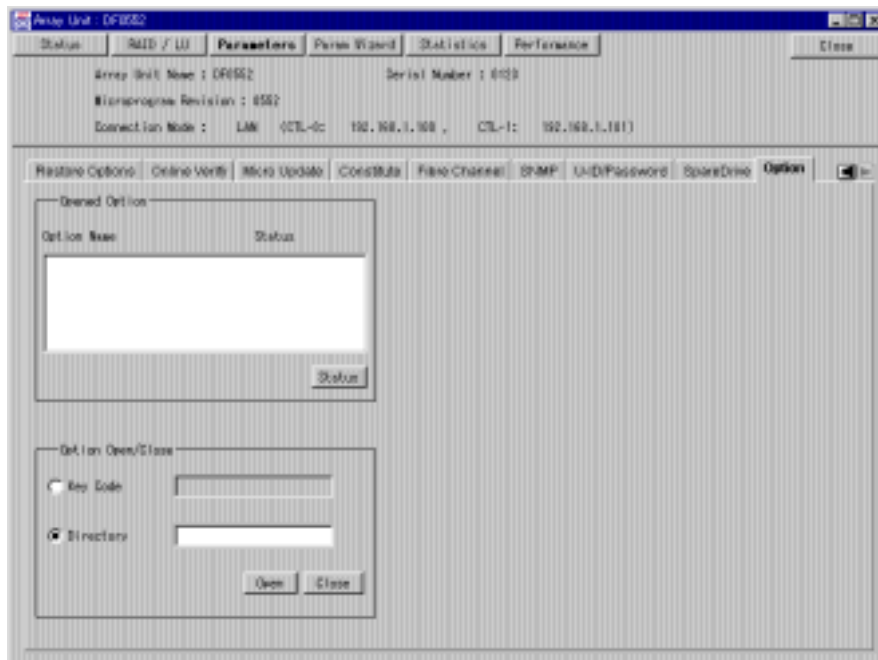 Array Unit : DF0552
Status RAID / LU Parameters Param Wizard Statistics Performance Close
Array Unit Name : DF0552 Serial Number : 0120
Microprogram Revision : 0552
Connection Mode : LAN (CTL-0: 192.168.1.100 , CTL-1: 192.168.1.101)
Restore Options Online Verify Micro Update Constitute Fibre Channel SNMP U-ID/Password SpareDrive Option
Opened Option
Option Name Status
Status
Option Open/Close
Key Code
Directory
Open Close